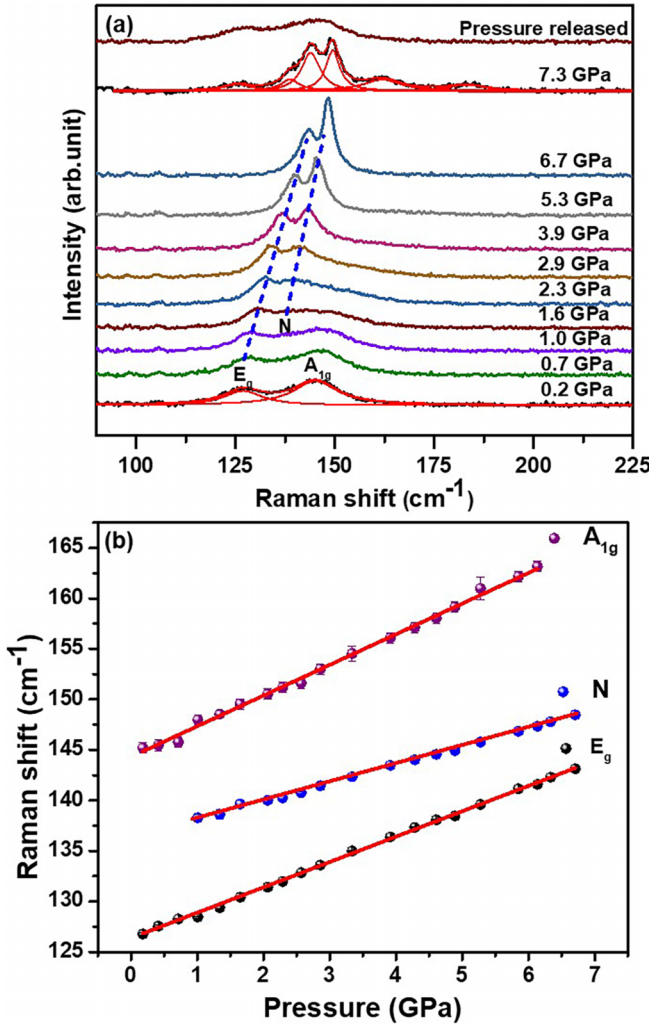 (a)
Pressure released
7.3 GPa
6.7 GPa
5.3 GPa
3.9 GPa
2.9 GPa
2.3 GPa
1.6 GPa
N
1.0 GPa
0.7 GPa
Eg A1g
0.2 GPa
Intensity (arb.unit)
100 125 150 175 200 225
Raman shift (cm-1)
(b)
A1g
N
Eg
165
160
155
150
145
140
135
130
125
Raman shift (cm-1)
0 1 2 3 4 5 6 7
Pressure (GPa)